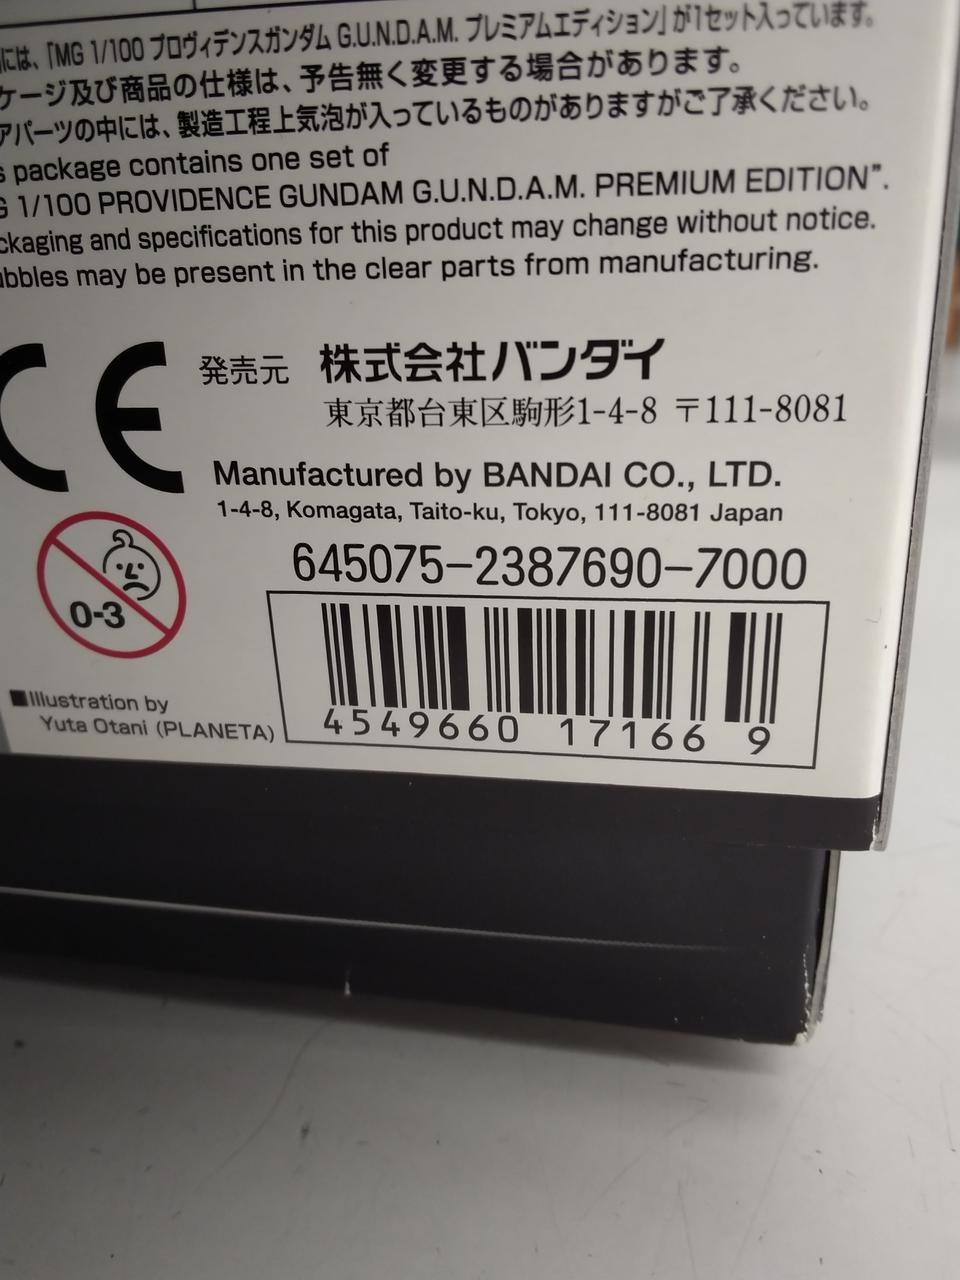 には、「MG 1/100 プロヴィデンスガンダム G.U.N.D.A.M. プレミアムエディション」が1セット入っています。
ケージ及び商品の仕様は、予告無く変更する場合があります。
アパーツの中には、製造工程上気泡が入っているものがありますがご了承ください。
s package contains one set of
G 1/100 PROVIDENCE GUNDAM G.U.N.D.A.M. PREMIUM EDITION”.
ckaging and specifications for this product may change without notice.
ubbles may be present in the clear parts from manufacturing.
CE
発売元 株式会社バンダイ
東京都台東区駒形1-4-8 〒111-8081
Manufactured by BANDAI CO., LTD.
1-4-8, Komagata, Taito-ku, Tokyo, 111-8081 Japan
0-3
645075-2387690-7000
4549660 17166 9
■Illustration by
Yuta Otani (PLANETA)